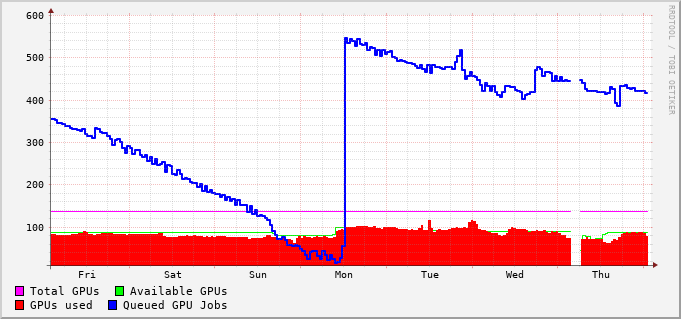 600
500
400
300
200
100
Fri Sat Sun Mon Tue Wed Thu
Total GPUs Available GPUs
GPUs used Queued GPU Jobs
RRDTOOL / TOBI OETIKER